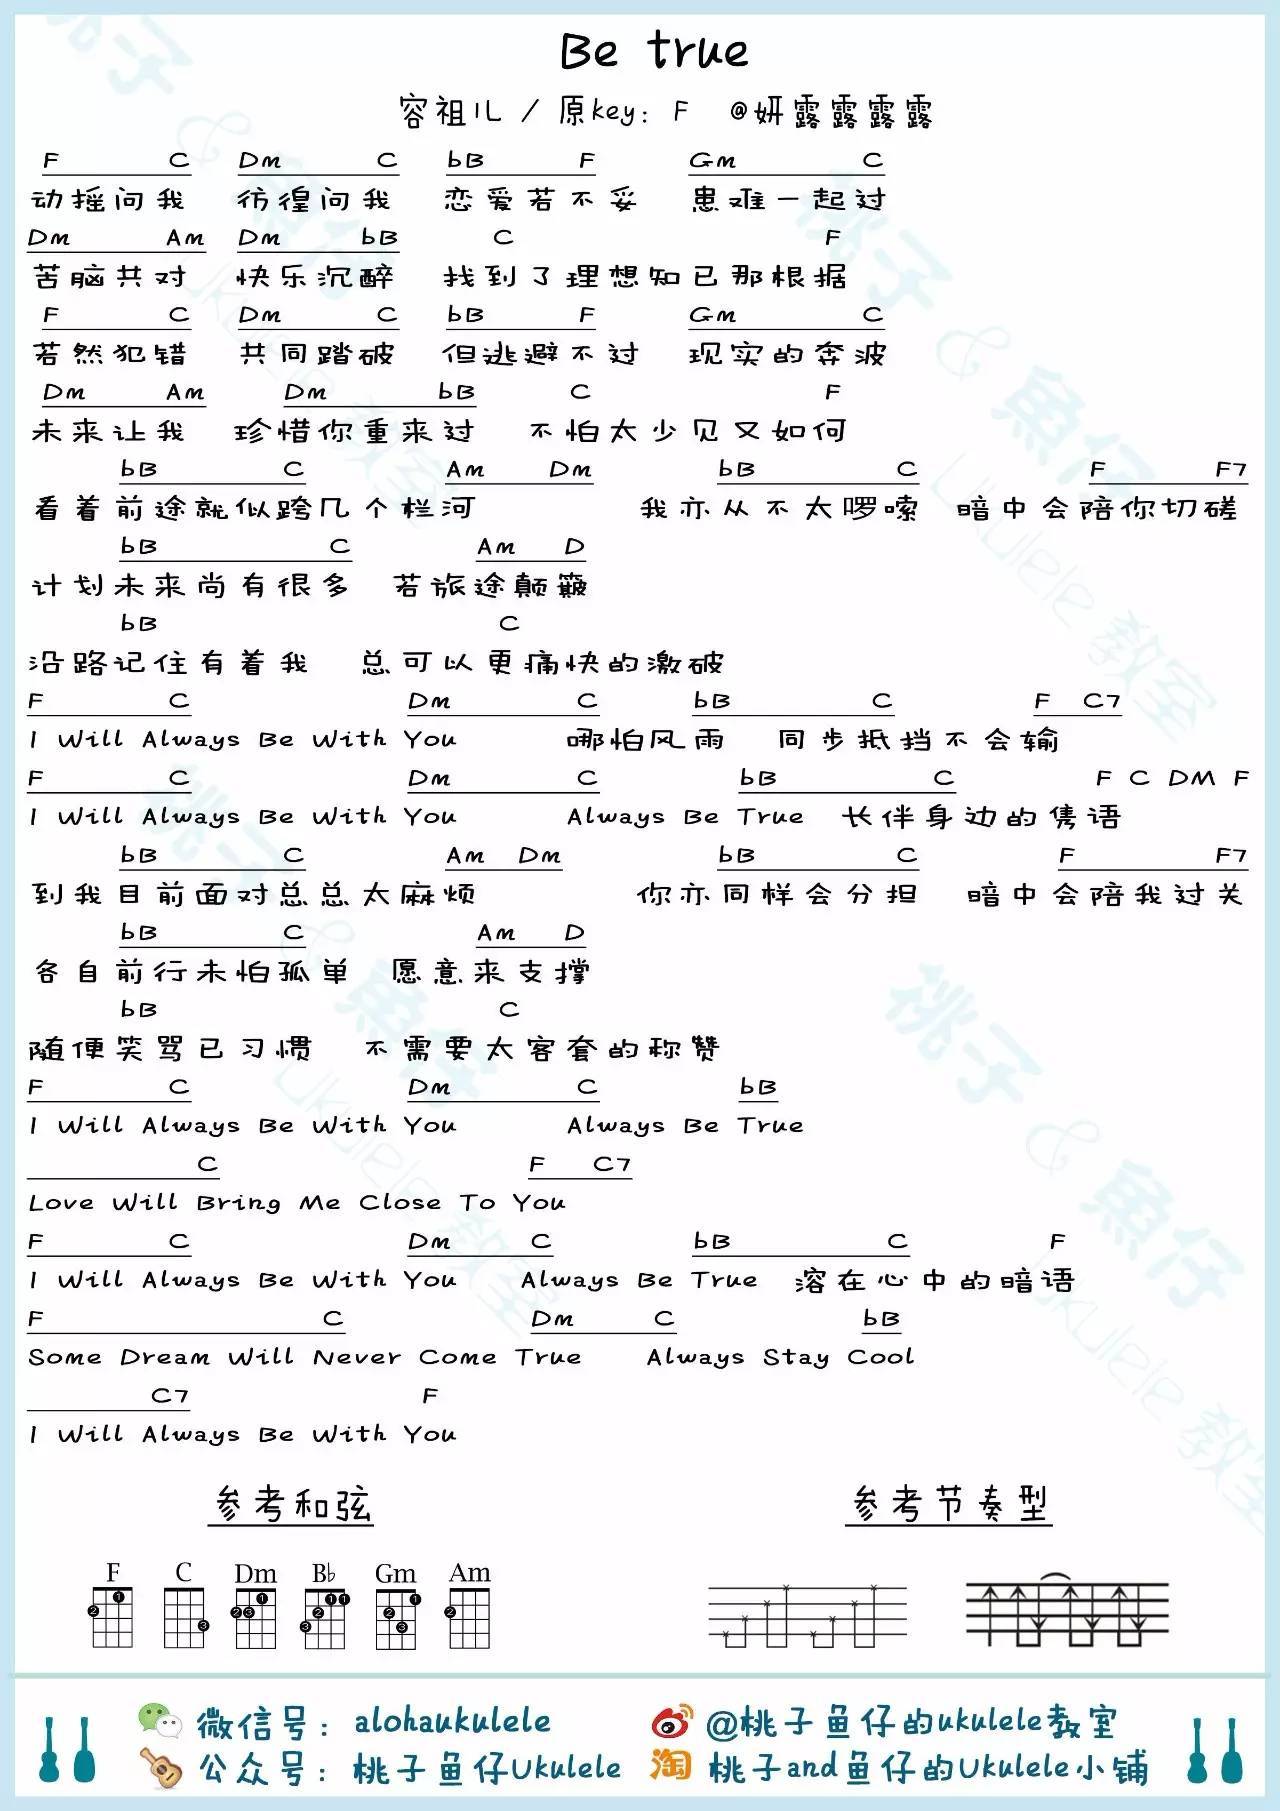 Be true
容祖儿 / 原key: F @妍露露露露
F C Dm C bB F Gm C
动摇问我 彷徨问我 恋爱若不妥 患难一起过
Dm Am Dm bB C F
苦脑共对 快乐沉醉 找到了理想知已那根据
F C Dm C bB F Gm C
若然犯错 共同踏破 但逃避不过 现实的奔波
Dm Am Dm bB C F
未来让我 珍惜你重来过 不怕太少见又如何
bB C Am Dm bB C F F7
看着前途就似跨几个栏河 我亦从不太啰嗦 暗中会陪你切磋
bB C Am D
计划未来尚有很多 若旅途颠簸
bB C
沿路记住有着我 总可以更痛快的激破
F C Dm C bB C F C7
I Will Always Be With You 哪怕风雨 同步抵挡不会输
F C Dm C bB C F C DM F
I Will Always Be With You Always Be True 长伴身边的隽语
bB C Am Dm bB C F F7
到我目前面对总总太麻烦 你亦同样会分担 暗中会陪我过关
bB C Am D
各自前行未怕孤单 愿意来支撑
bB C
随便笑骂已习惯 不需要太客套的称赞
F C Dm C bB
I Will Always Be With You Always Be True
C F C7
Love Will Bring Me Close To You
F C Dm C bB C F
I Will Always Be With You Always Be True 溶在心中的暗语
F C Dm C bB
Some Dream Will Never Come True Always Stay Cool
C7 F
I Will Always Be With You
参考和弦 参考节奏型
F C Dm B♭ Gm Am
微信号: alohaukulele @桃子鱼仔的ukulele教室
公众号: 桃子鱼仔Ukulele 淘 桃子and鱼仔的Ukulele小铺
桃子&魚仔
Ukulele教室